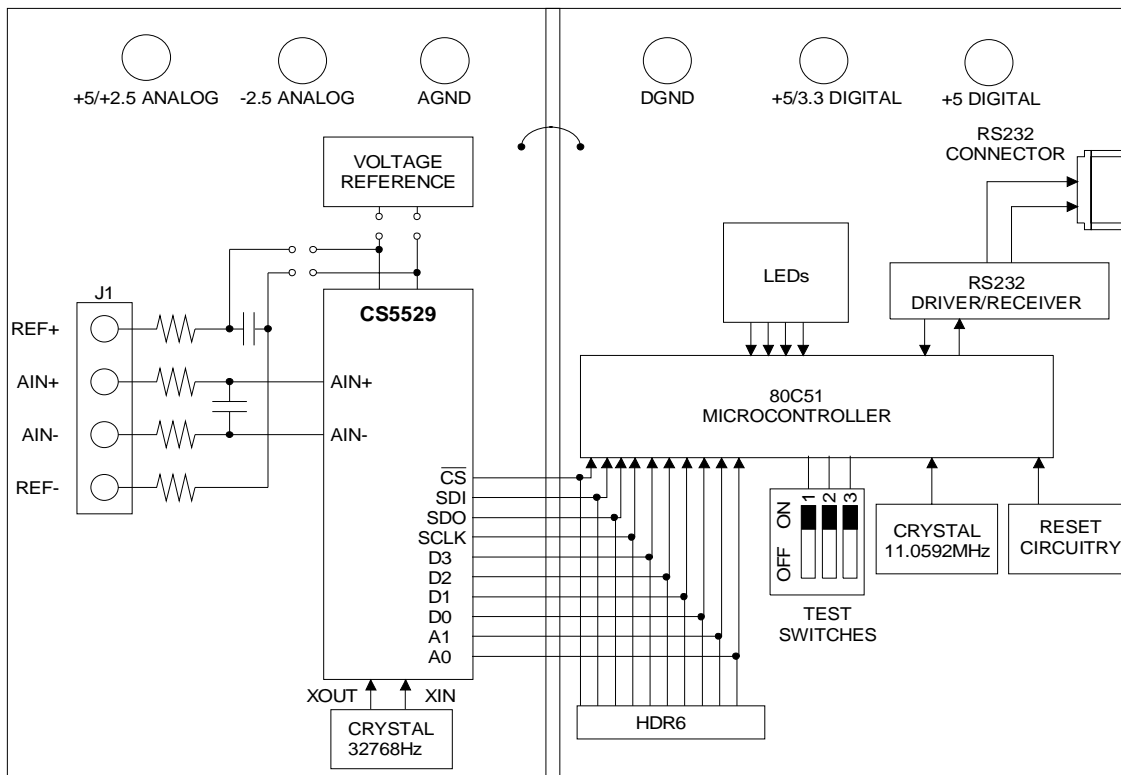 +5/+2.5 ANALOG
-2.5 ANALOG
AGND
DGND
+5/3.3 DIGITAL
+5 DIGITAL
RS232
CONNECTOR
VOLTAGE
REFERENCE
LEDs
RS232
DRIVER/RECEIVER
J1
CS5529
REF+
AIN+
AIN-
REF-
AIN+
AIN-
80C51
MICROCONTROLLER
CS
SDI
SDO
SCLK
D3
D2
D1
D0
A1
A0
ON
OFF
1
2
3
TEST
SWITCHES
CRYSTAL
11.0592MHz
RESET
CIRCUITRY
XOUT
XIN
CRYSTAL
32768Hz
HDR6